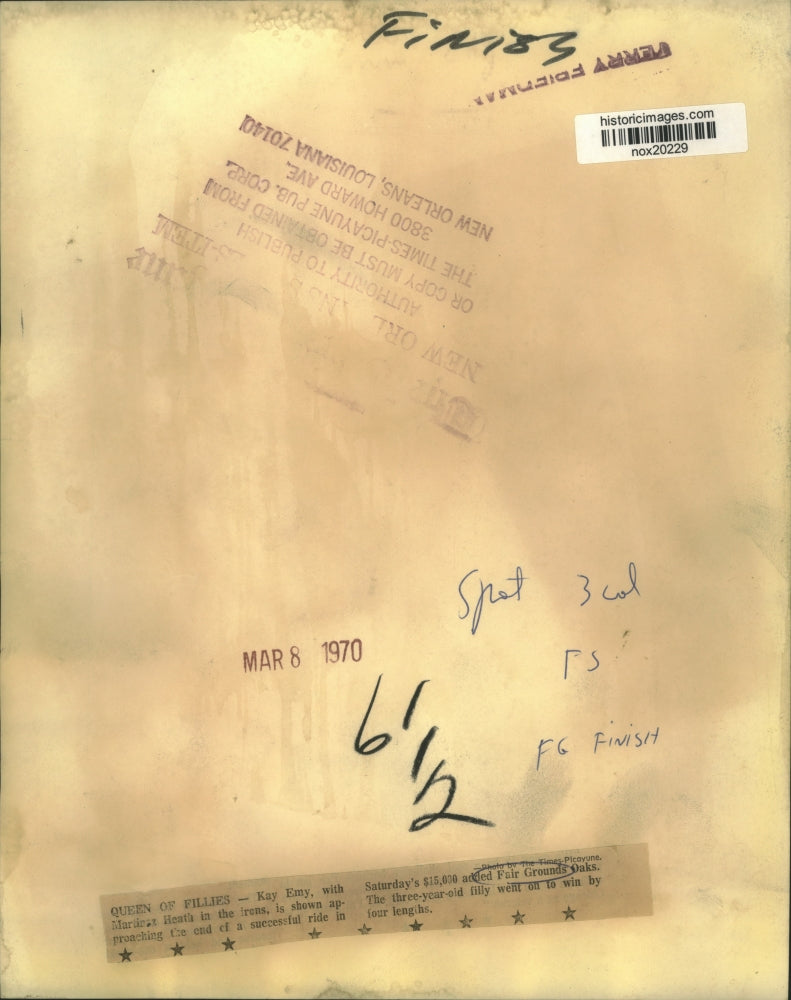 Finish
historicimages.com
nox20229
NEW ORLEANS, LOUISIANA 70140
3800 HOWARD AVE.
THE TIMES-PICAYUNE PUB. CORP.
OR COPY MUST BE OBTAINED FROM
AUTHORITY TO PUBLISH
NEW ORL
Spot 3 col
FS
MAR 8 1970
6 1/2
FG FINISH
Photo by The Times-Picayune.
QUEEN OF FILLIES — Kay Emy, with
Heath in the irons, is shown ap-
proaching the end of a successful ride in
Saturday's $15,000 added Fair Grounds Oaks.
The three-year-old filly went on to win by
four lengths.